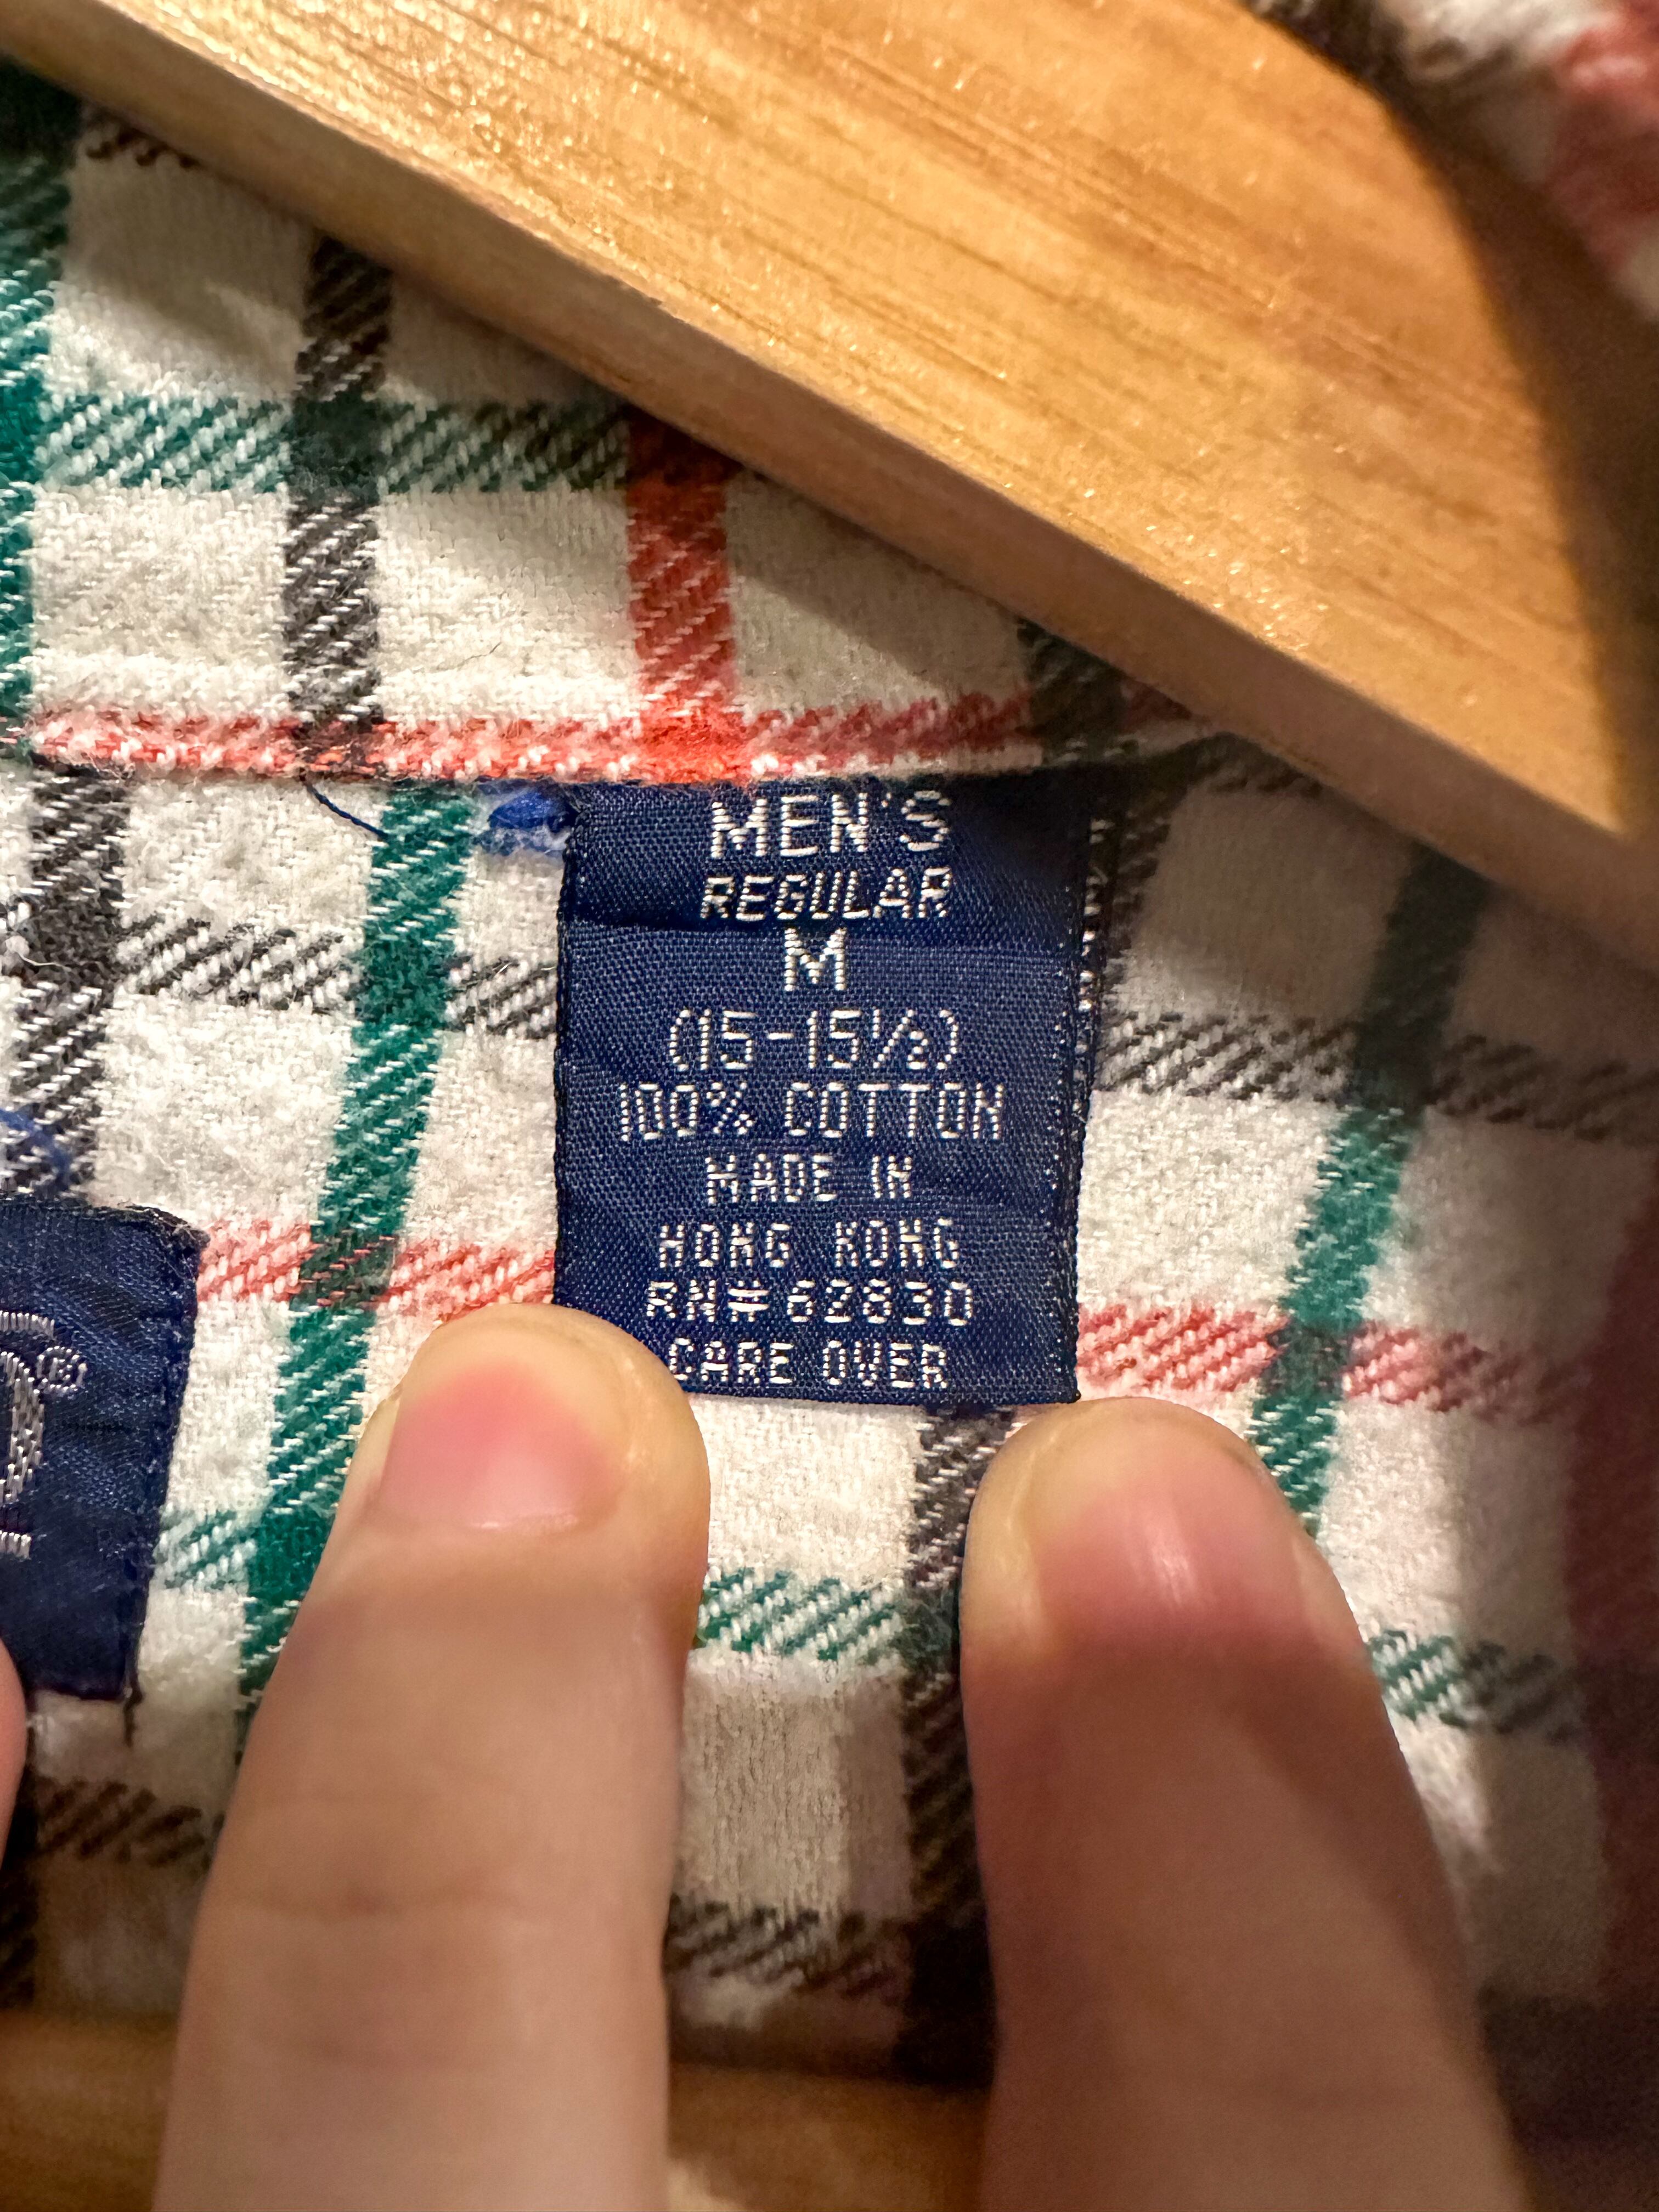 MEN'S
REGULAR
M
(15-15½)
100% COTTON
MADE IN
HONG KONG
RN#62830
CARE OVER
®